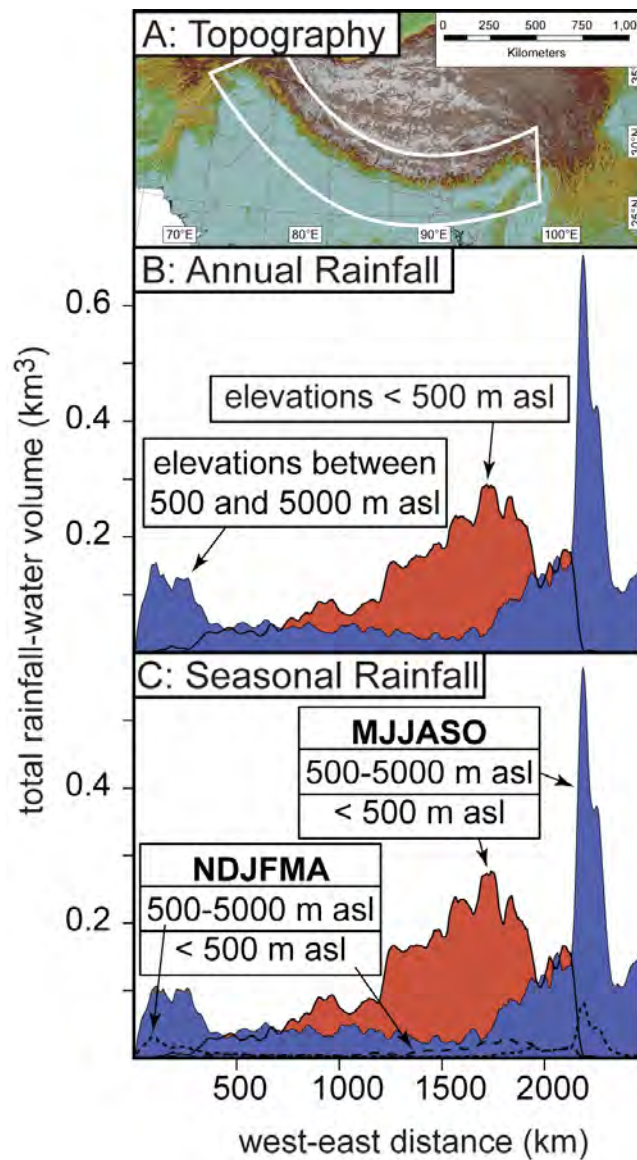 A: Topography
0 250 500 750 1,00
Kilometers
35°
30°N
25°N
70°E 80°E 90°E 100°E
B: Annual Rainfall
0.6
elevations < 500 m asl
0.4
elevations between
500 and 5000 m asl
0.2
C: Seasonal Rainfall
MJJASO
500-5000 m asl
< 500 m asl
0.4
NDJFMA
500-5000 m asl
< 500 m asl
0.2
total rainfall-water volume (km³)
500 1000 1500 2000
west-east distance (km)